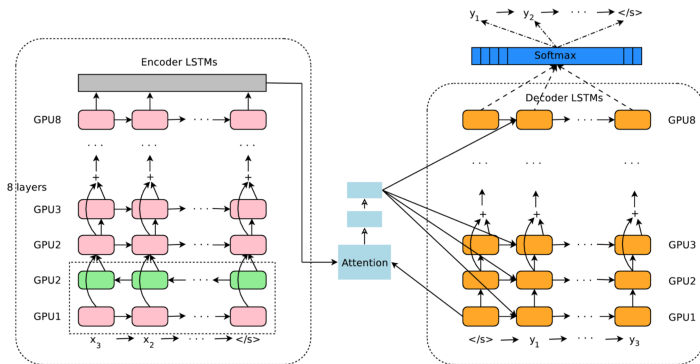 y₁ y₂ · · · </s>
Softmax
Encoder LSTMs
Decoder LSTMs
GPU8
· · ·
GPU8
· · ·
· · ·
· · ·
· · ·
+ + +
8 layers
GPU3
· · ·
GPU2
· · ·
GPU2
· · ·
GPU1
· · ·
x₃ x₂ · · · </s>
Attention
+ + +
GPU3
· · ·
GPU2
· · ·
GPU1
· · ·
</s> y₁ · · · y₃